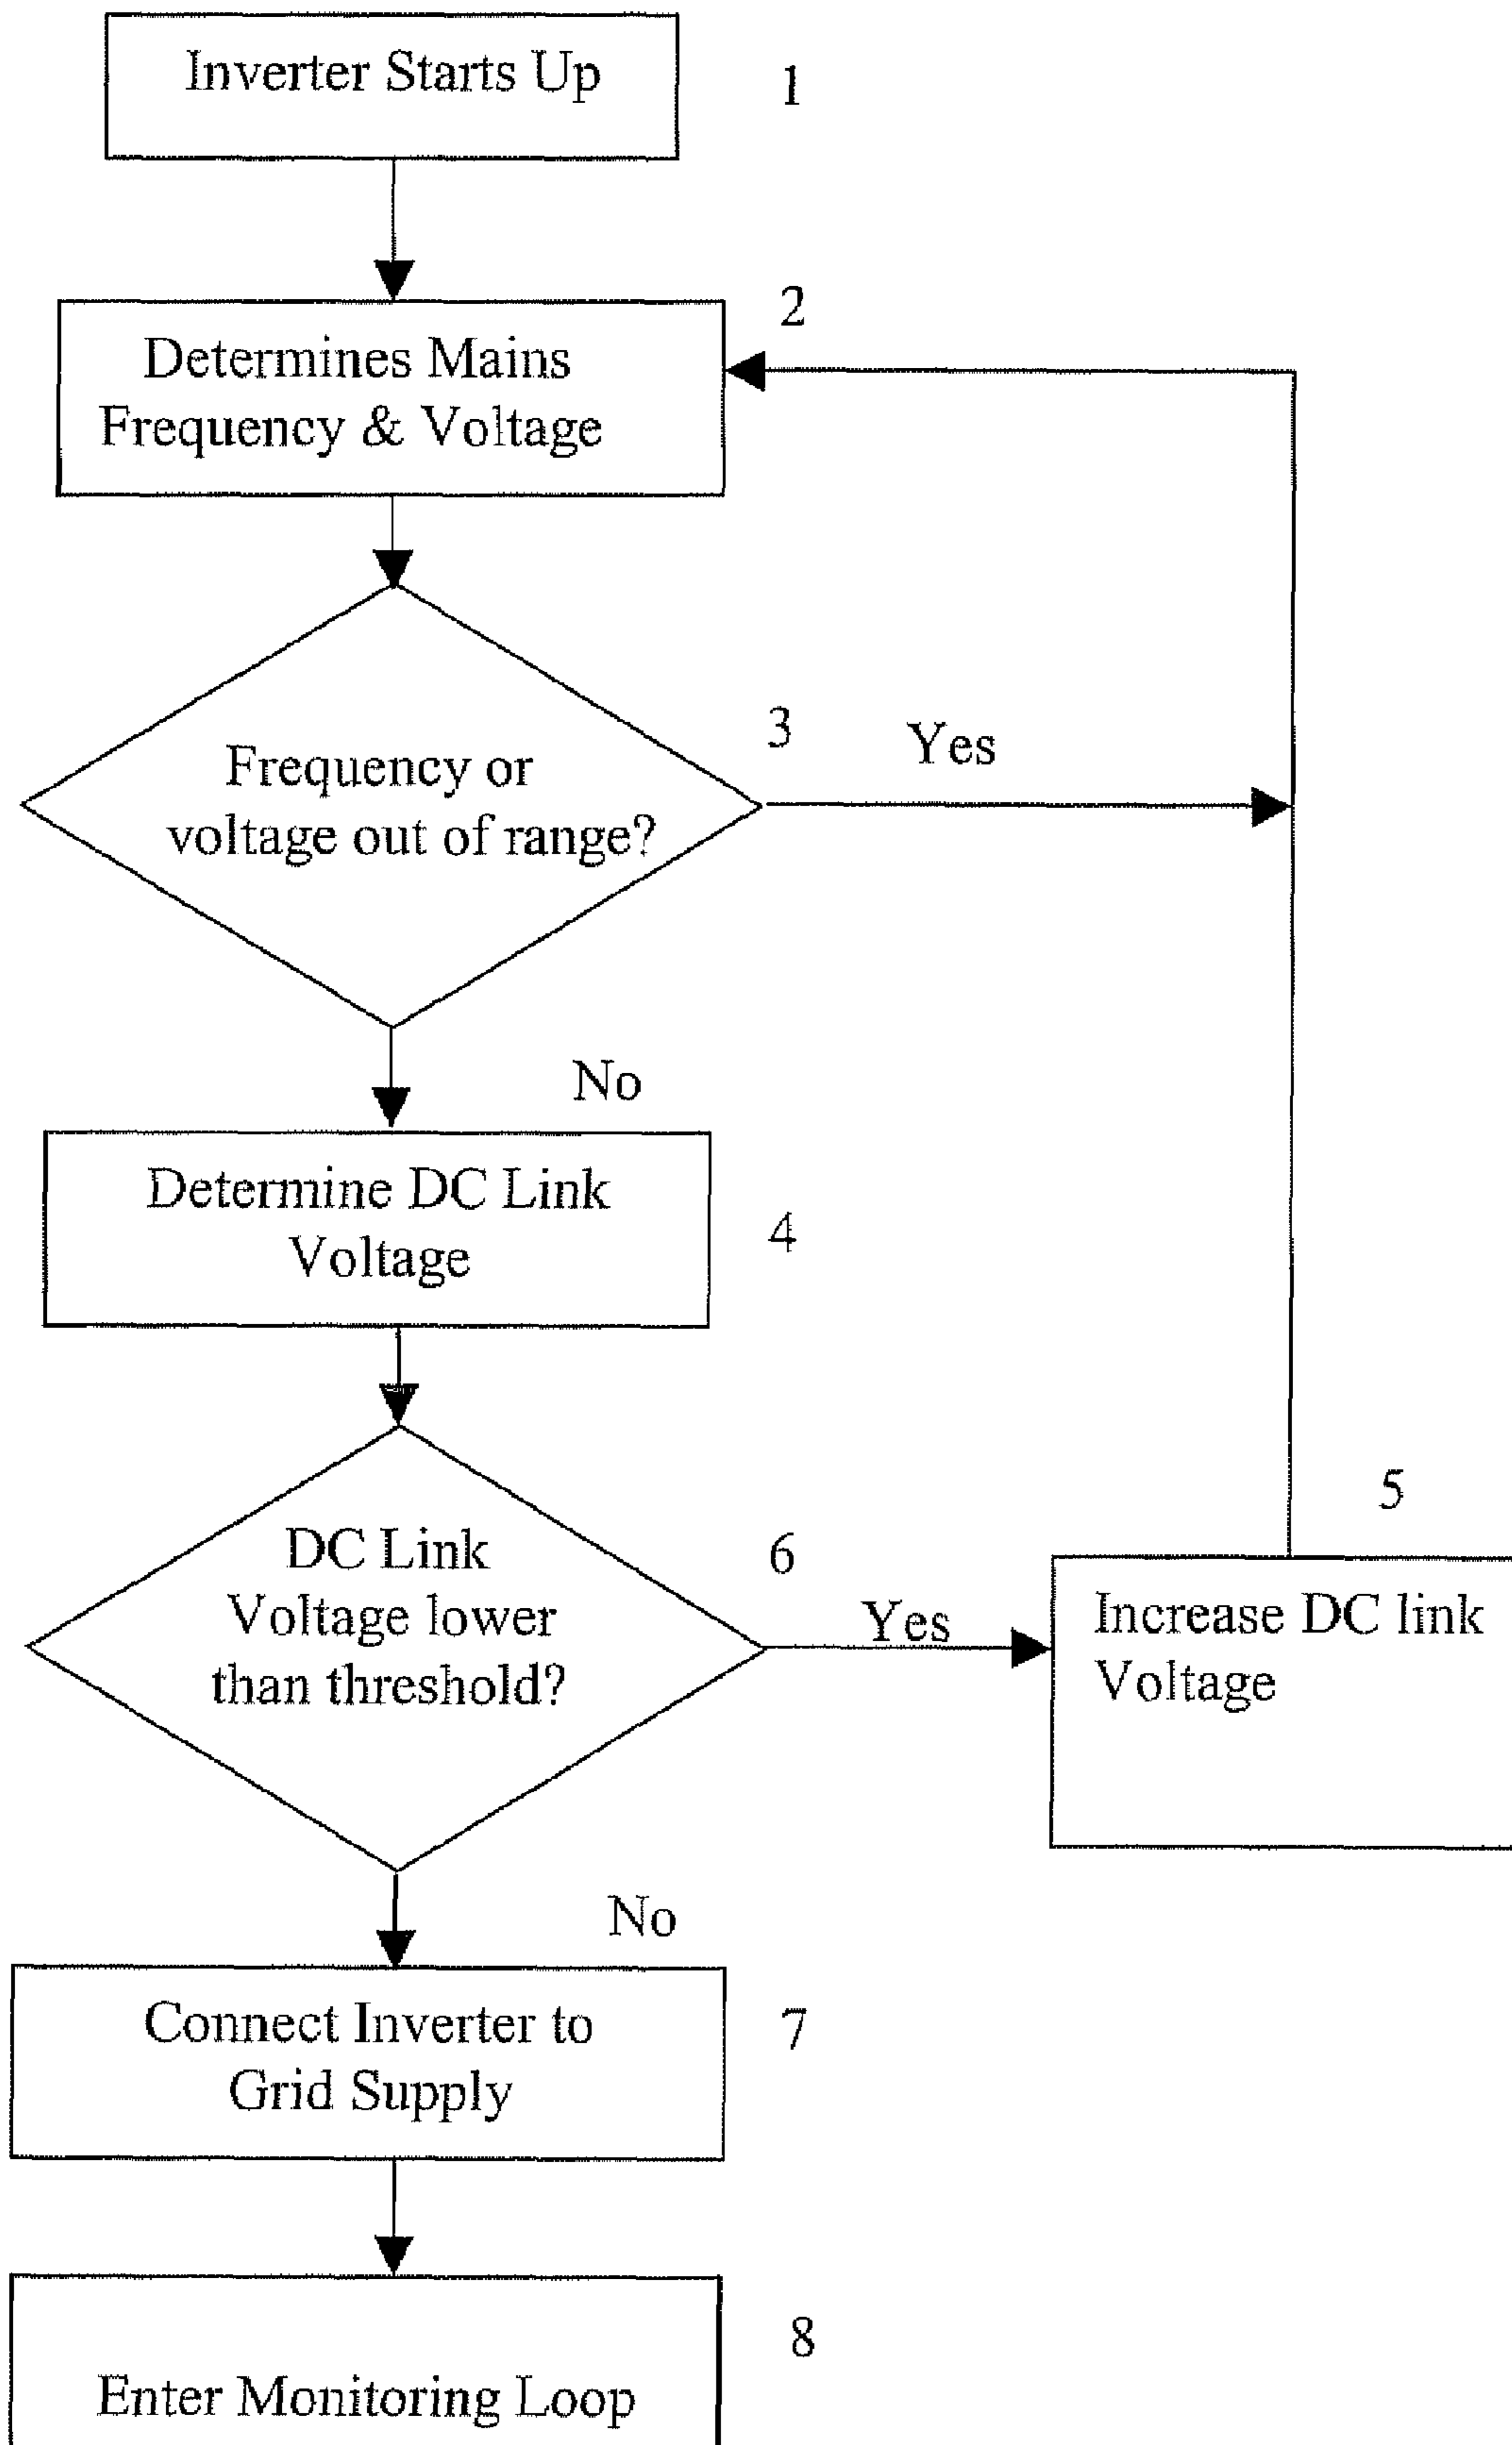 Inverter Starts Up
1
2
Determines Mains
Frequency & Voltage
3
Yes
Frequency or
voltage out of range?
No
Determine DC Link
Voltage
4
5
DC Link
Voltage lower
than threshold?
6
Yes
Increase DC link
Voltage
No
Connect Inverter to
Grid Supply
7
8
Enter Monitoring Loop